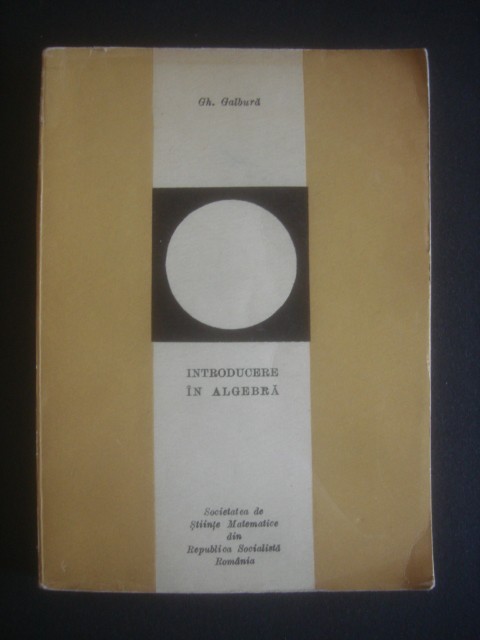 Gh. Galbură
INTRODUCERE
ÎN ALGEBRĂ
Societatea de
Științe Matematice
din
Republica Socialistă
România